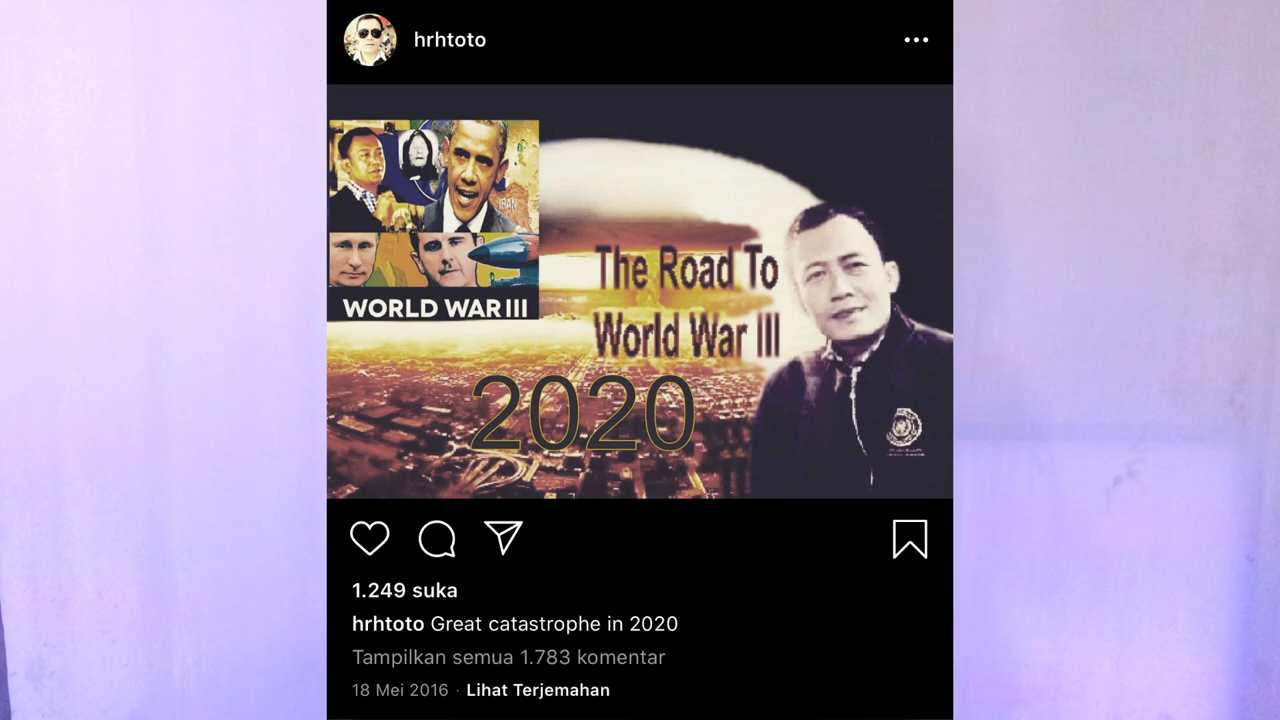 hrhtoto
IRAN
WORLD WAR III
The Road To
World War III
2020
1.249 suka
hrhtoto Great catastrophe in 2020
Tampilkan semua 1.783 komentar
18 Mei 2016 · Lihat Terjemahan